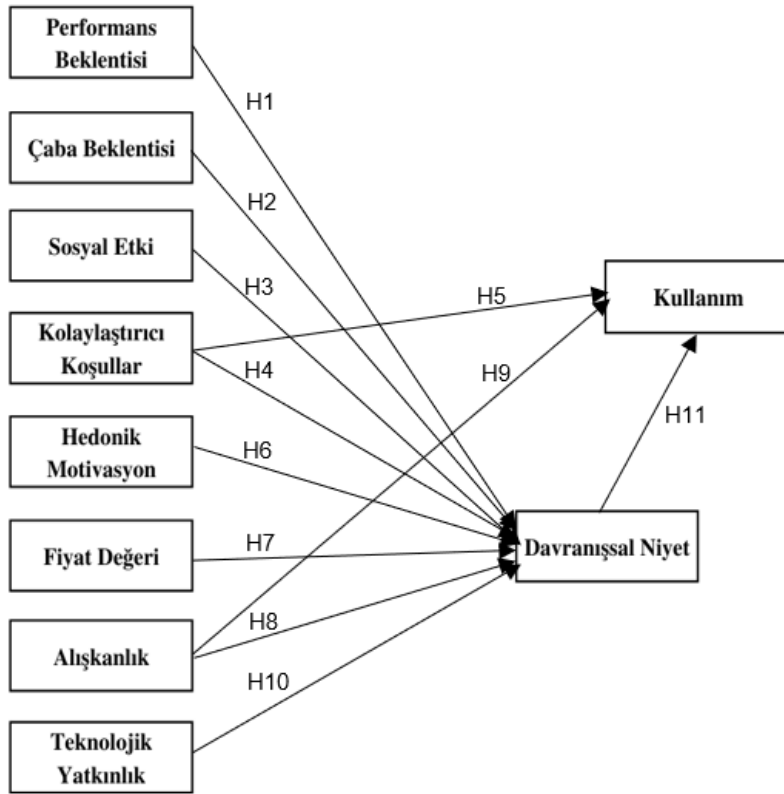 Performans
Beklentisi
H1
Çaba Beklentisi
H2
Sosyal Etki
H3
Kolaylaştırıcı
Koşullar
H5
H4
Kullanım
H9
Hedonik
Motivasyon
H6
H11
Fiyat Değeri
H7
Davranışsal Niyet
Alışkanlık
H8
H10
Teknolojik
Yatkınlık